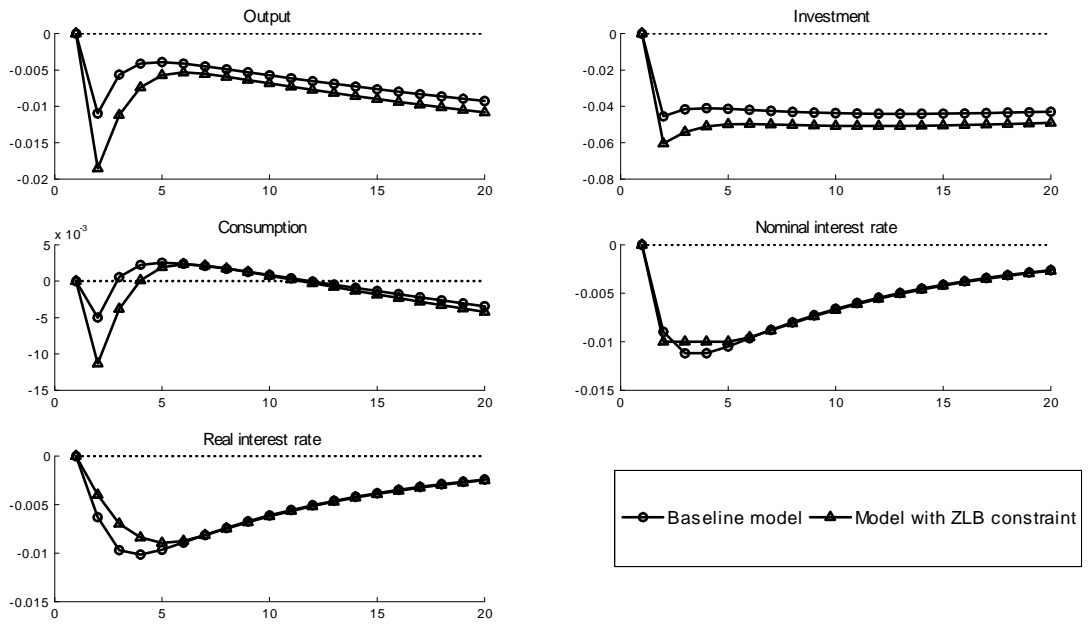 Output
0
-0.005
-0.01
-0.015
-0.02
0 5 10 15 20
Investment
0
-0.02
-0.04
-0.06
-0.08
0 5 10 15 20
x 10⁻³
Consumption
5
0
-5
-10
-15
0 5 10 15 20
Nominal interest rate
0
-0.005
-0.01
-0.015
0 5 10 15 20
Real interest rate
0
-0.005
-0.01
-0.015
0 5 10 15 20
Baseline model Model with ZLB constraint